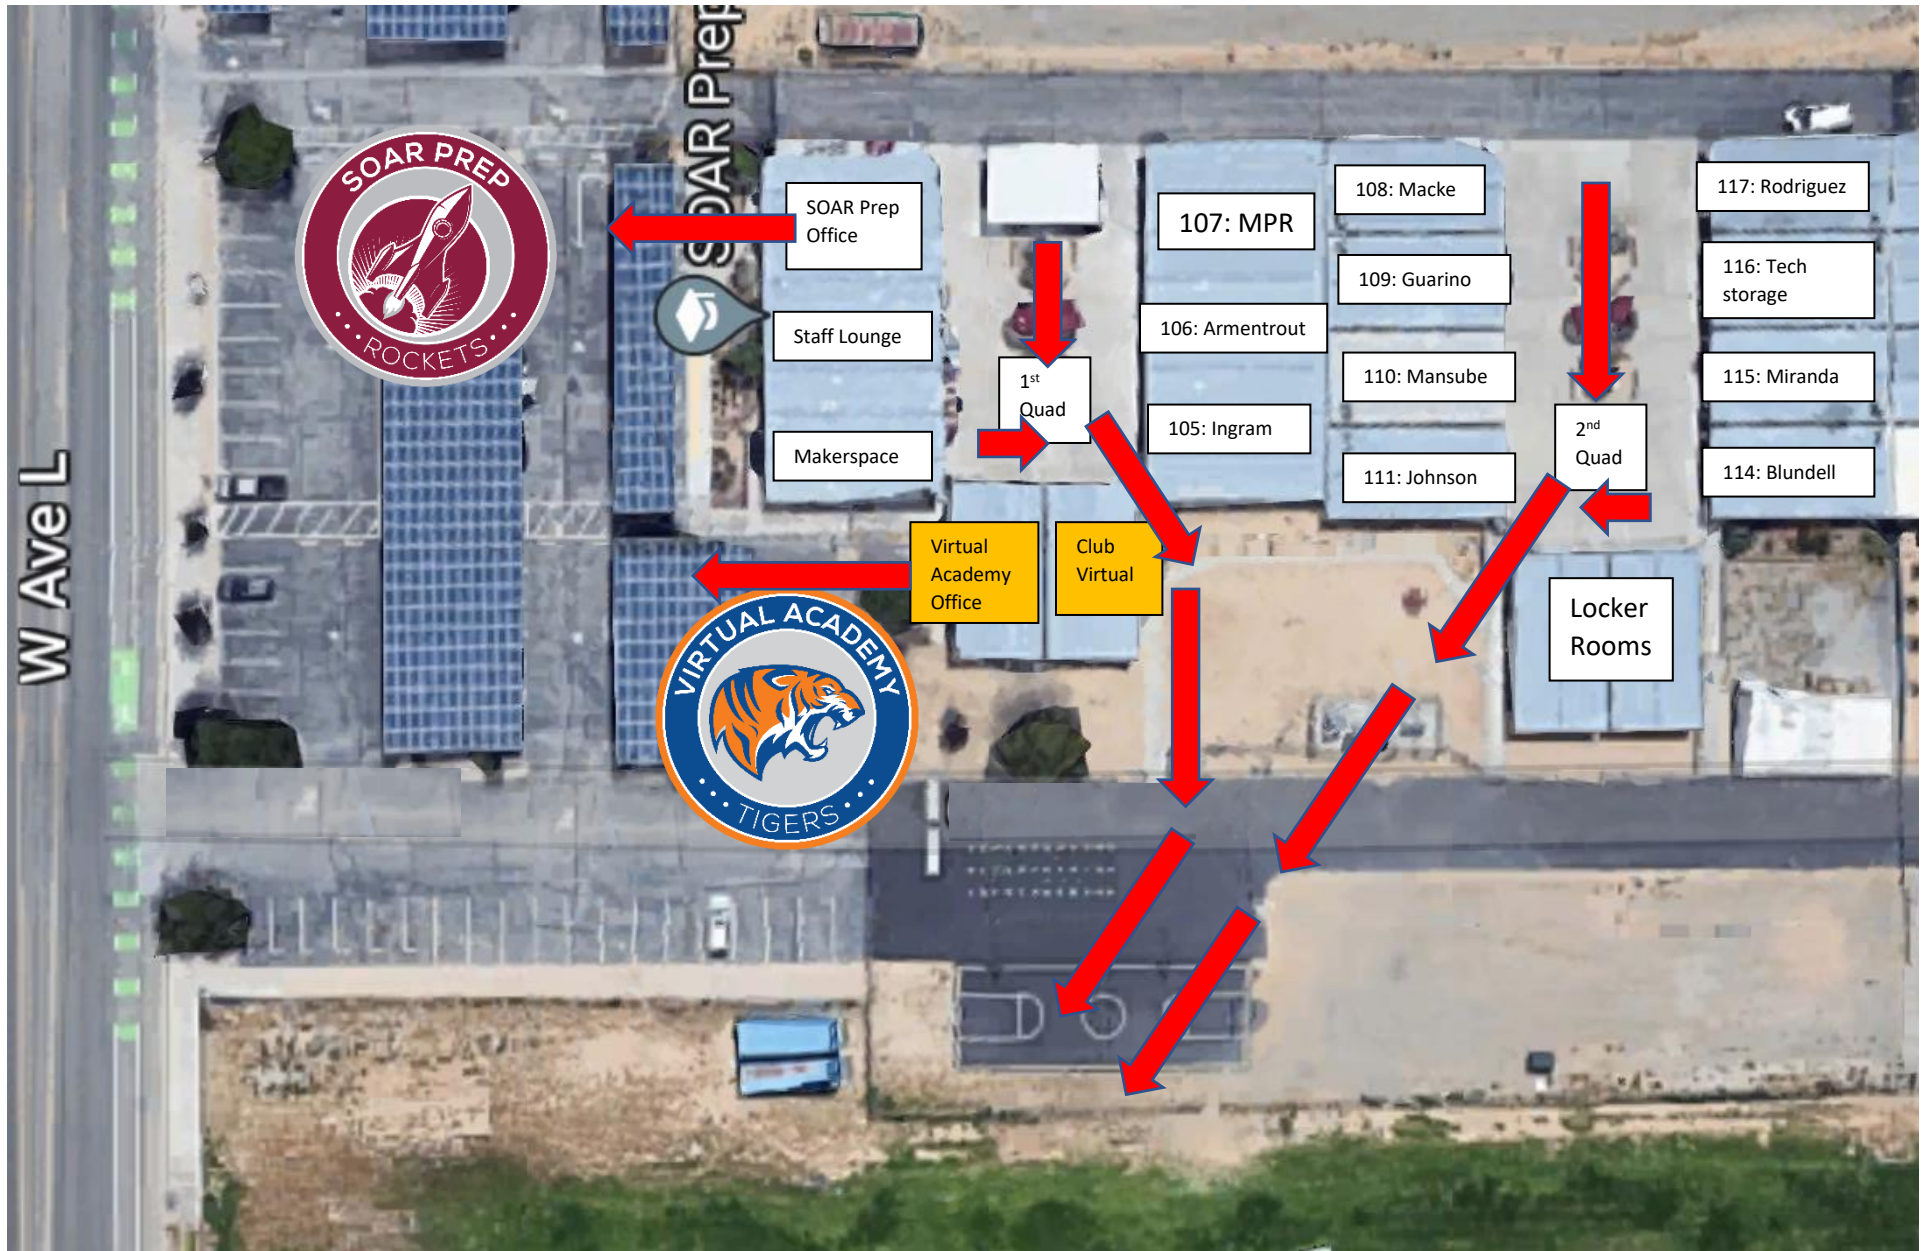 W Ave L
SOAR PREP
ROCKETS
SOAR Prep
SOAR Prep
Office
Staff Lounge
Makerspace
1st
Quad
107: MPR
106: Armentrout
105: Ingram
108: Macke
109: Guarino
110: Mansube
111: Johnson
2nd
Quad
117: Rodriguez
116: Tech
storage
115: Miranda
114: Blundell
Virtual
Academy
Office
Club
Virtual
Locker
Rooms
VIRTUAL ACADEMY
TIGERS